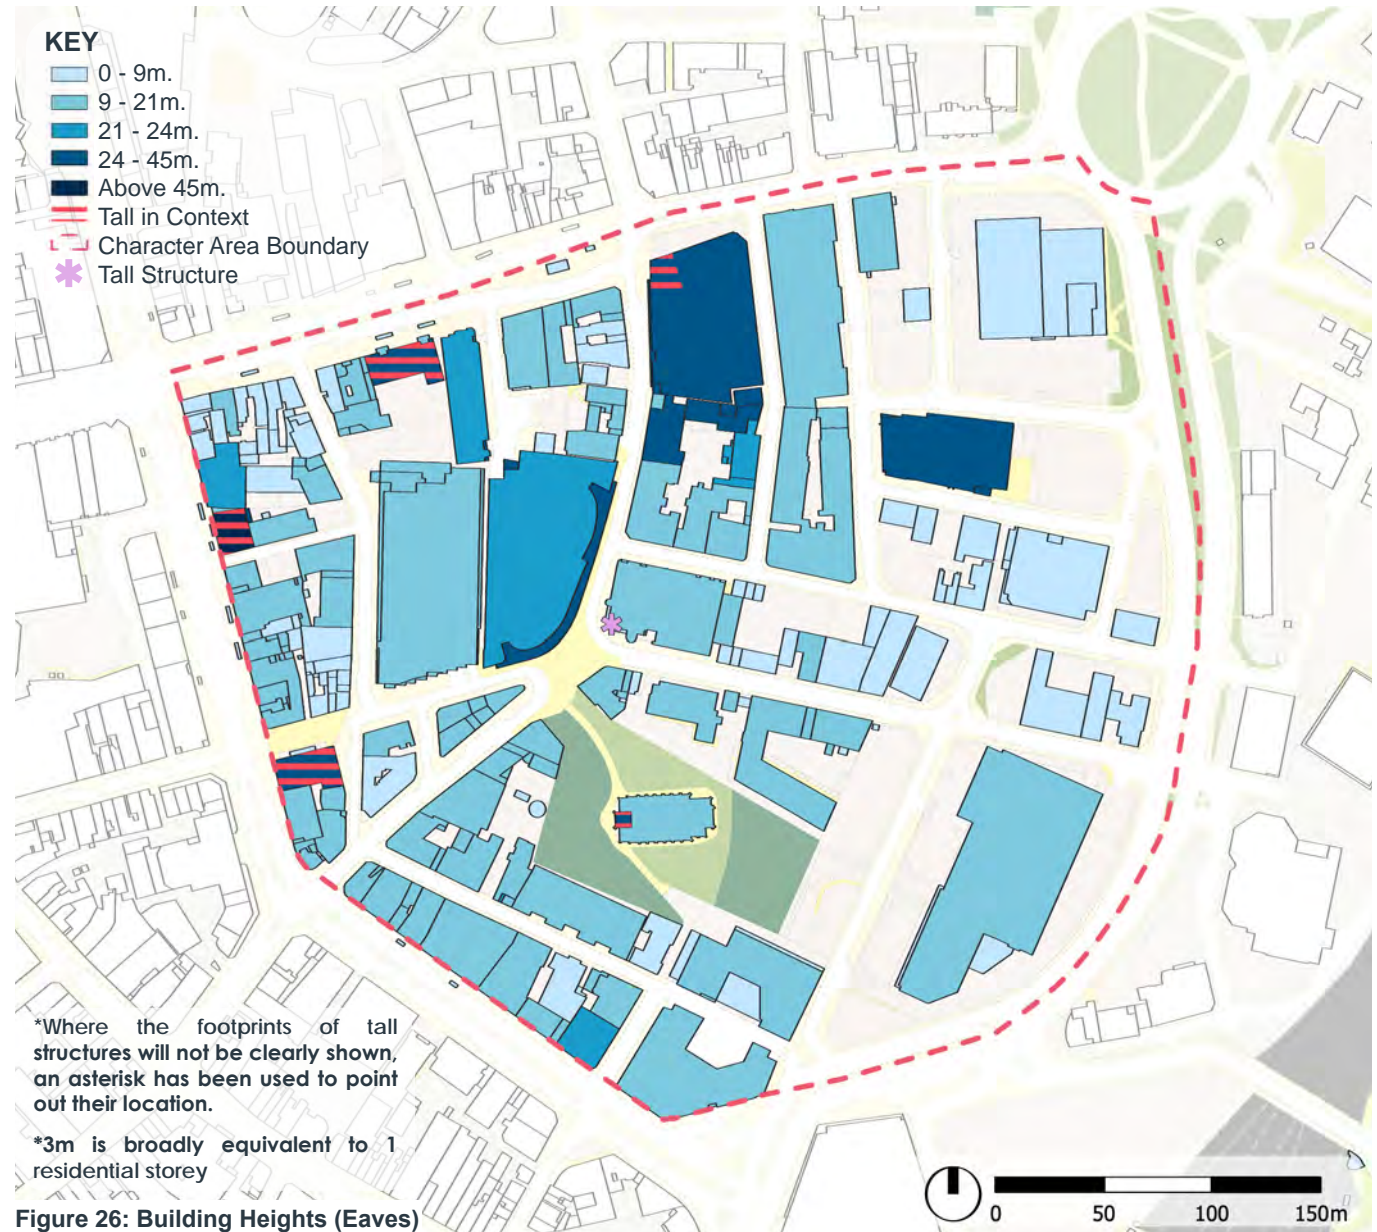 KEY
0 - 9m.
9 - 21m.
21 - 24m.
24 - 45m.
Above 45m.
Tall in Context
Character Area Boundary
Tall Structure
*Where the footprints of tall
structures will not be clearly shown,
an asterisk has been used to point
out their location.
*3m is broadly equivalent to 1
residential storey
0 50 100 150m
Figure 26: Building Heights (Eaves)